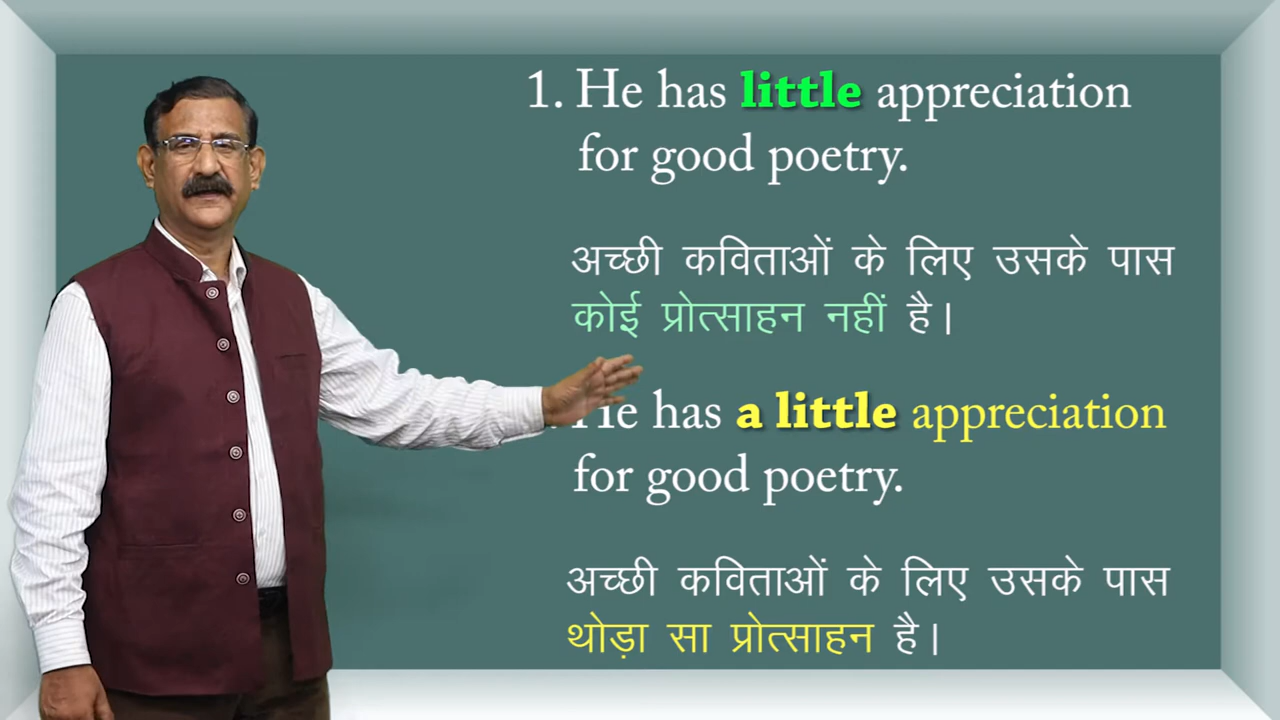 1. He has little appreciation
for good poetry.
अच्छी कविताओं के लिए उसके पास
कोई प्रोत्साहन नहीं है।
He has a little appreciation
for good poetry.
अच्छी कविताओं के लिए उसके पास
थोड़ा सा प्रोत्साहन है।